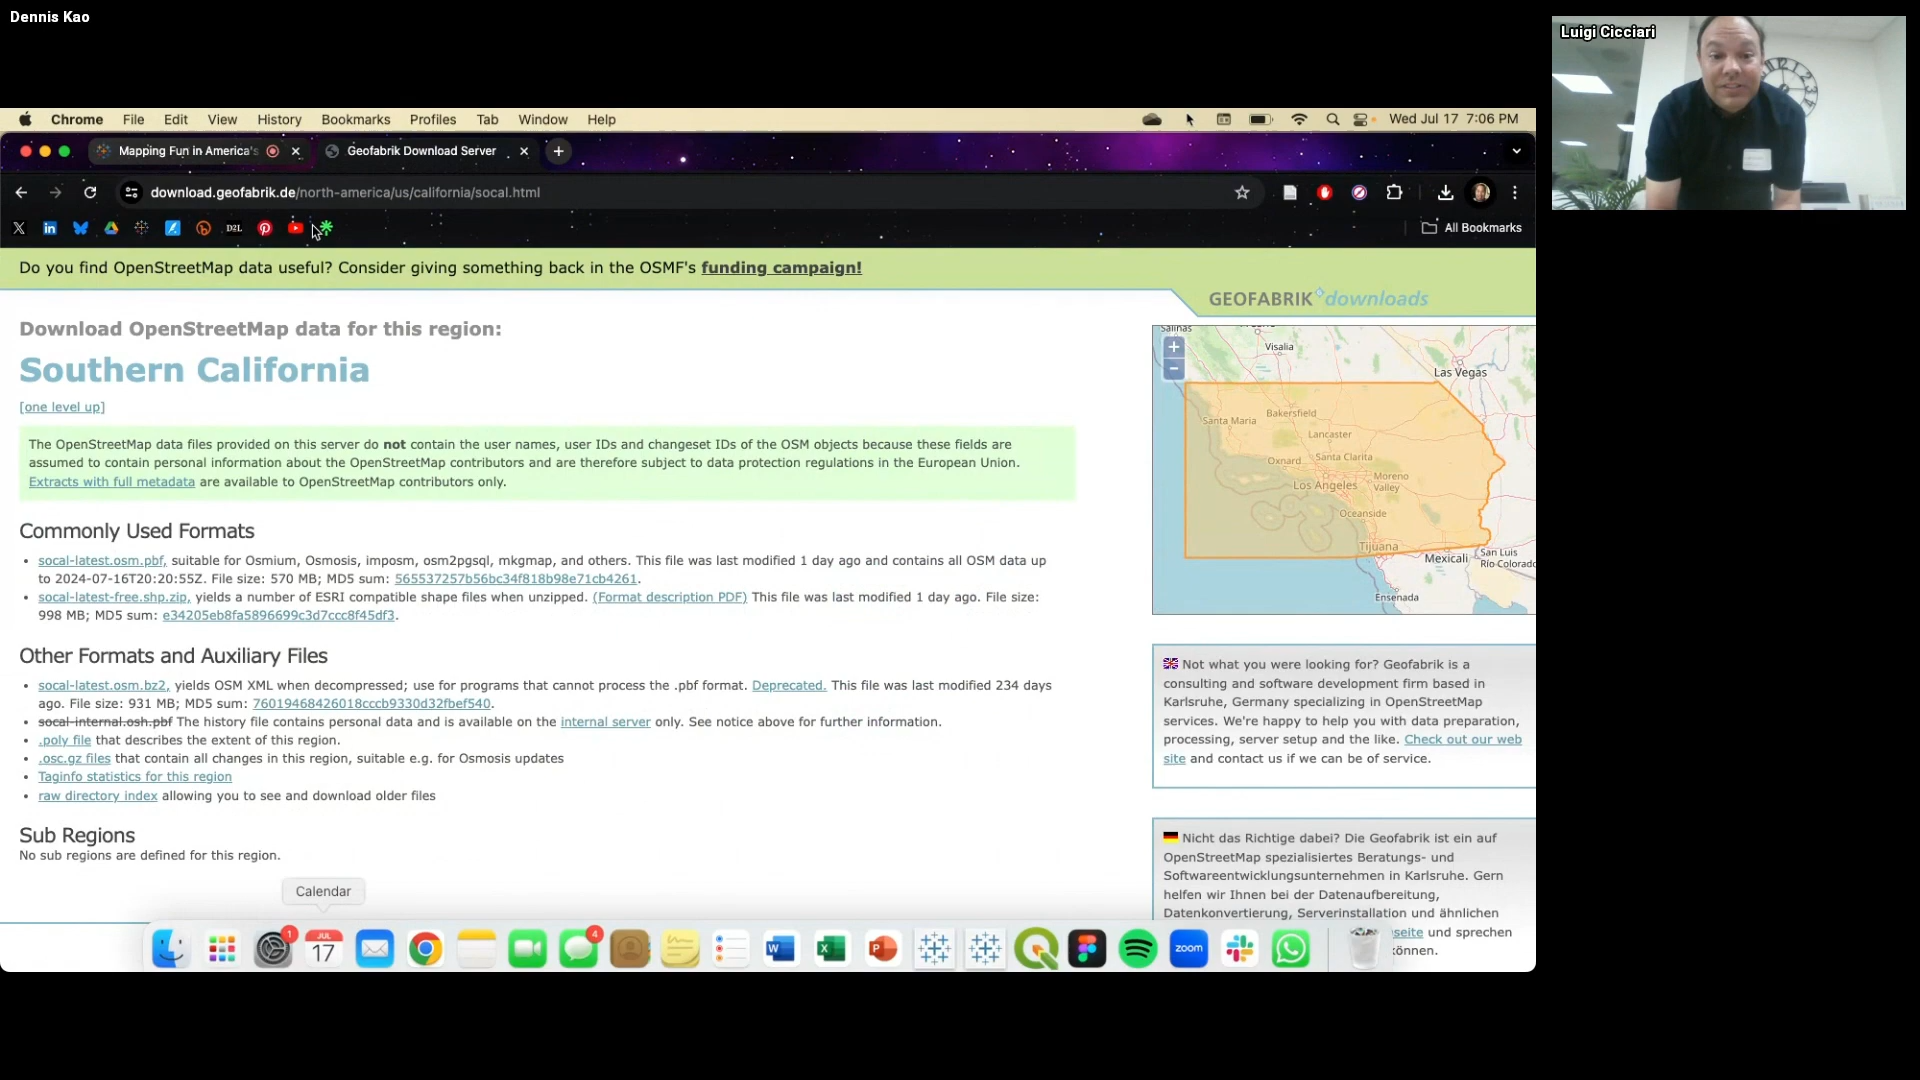 Dennis Kao
Luigi Cicciari
Chrome File Edit View History Bookmarks Profiles Tab Window Help
Wed Jul 17 7:06 PM
Mapping Fun in America's
Geofabrik Download Server
download.geofabrik.de/north-america/us/california/socal.html
D2L
All Bookmarks
Do you find OpenStreetMap data useful? Consider giving something back in the OSMF's funding campaign!
GEOFABRIK downloads
Download OpenStreetMap data for this region:
Southern California
[one level up]
The OpenStreetMap data files provided on this server do not contain the user names, user IDs and changeset IDs of the OSM objects because these fields are
assumed to contain personal information about the OpenStreetMap contributors and are therefore subject to data protection regulations in the European Union.
Extracts with full metadata are available to OpenStreetMap contributors only.
Commonly Used Formats
• socal-latest.osm.pbf, suitable for Osmium, Osmosis, imposm, osm2pgsql, mkgmap, and others. This file was last modified 1 day ago and contains all OSM data up
to 2024-07-16T20:20:55Z. File size: 570 MB; MD5 sum: 565537257b56bc34f818b98e71cb4261.
• socal-latest-free.shp.zip, yields a number of ESRI compatible shape files when unzipped. (Format description PDF) This file was last modified 1 day ago. File size:
998 MB; MD5 sum: e34205eb8fa5896699c3d7ccc8f45df3.
Other Formats and Auxiliary Files
• socal-latest.osm.bz2, yields OSM XML when decompressed; use for programs that cannot process the .pbf format. Deprecated. This file was last modified 234 days
ago. File size: 931 MB; MD5 sum: 76019468426018cccb9330d32fbef540.
• socal-internal.osh.pbf The history file contains personal data and is available on the internal server only. See notice above for further information.
• .poly file that describes the extent of this region.
• .osc.gz files that contain all changes in this region, suitable e.g. for Osmosis updates
• Taginfo statistics for this region
• raw directory index allowing you to see and download older files
Sub Regions
No sub regions are defined for this region.
Salinas
Visalia
Las Vegas
Santa Maria
Bakersfield
Lancaster
Oxnard
Santa Clarita
Los Angeles
Moreno
Valley
Oceanside
Tijuana
Mexicali
San Luis
Río Colorado
Ensenada
+
−
Not what you were looking for? Geofabrik is a
consulting and software development firm based in
Karlsruhe, Germany specializing in OpenStreetMap
services. We're happy to help you with data preparation,
processing, server setup and the like. Check out our web
site and contact us if we can be of service.
Nicht das Richtige dabei? Die Geofabrik ist ein auf
OpenStreetMap spezialisiertes Beratungs- und
Softwareentwicklungsunternehmen in Karlsruhe. Gern
helfen wir Ihnen bei der Datenaufbereitung,
Datenkonvertierung, Serverinstallation und ähnlichen
seite und sprechen
können.
Calendar
1
JUL
17
4
W
X
P
zoom